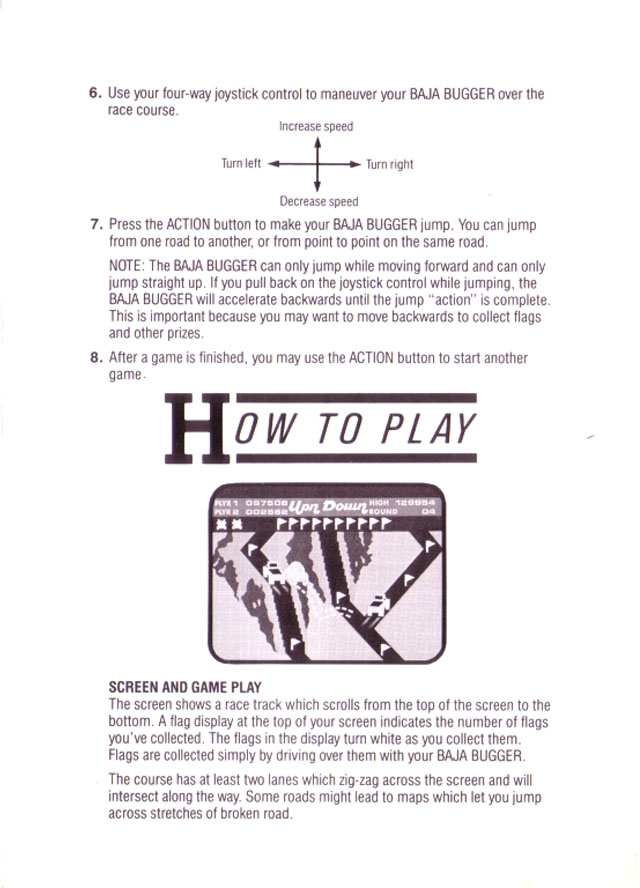 6. Use your four-way joystick control to maneuver your BAJA BUGGER over the
race course.
Increase speed
Turn left Turn right
Decrease speed
7. Press the ACTION button to make your BAJA BUGGER jump. You can jump
from one road to another, or from point to point on the same road.
NOTE: The BAJA BUGGER can only jump while moving forward and can only
jump straight up. If you pull back on the joystick control while jumping, the
BAJA BUGGER will accelerate backwards until the jump "action" is complete.
This is important because you may want to move backwards to collect flags
and other prizes.
8. After a game is finished, you may use the ACTION button to start another
game.
HOW TO PLAY
PLYR 1 057508 Upn Down HIGH 129954
PLYR 2 002562 ROUND 04
SCREEN AND GAME PLAY
The screen shows a race track which scrolls from the top of the screen to the
bottom. A flag display at the top of your screen indicates the number of flags
you've collected. The flags in the display turn white as you collect them.
Flags are collected simply by driving over them with your BAJA BUGGER.
The course has at least two lanes which zig-zag across the screen and will
intersect along the way. Some roads might lead to maps which let you jump
across stretches of broken road.